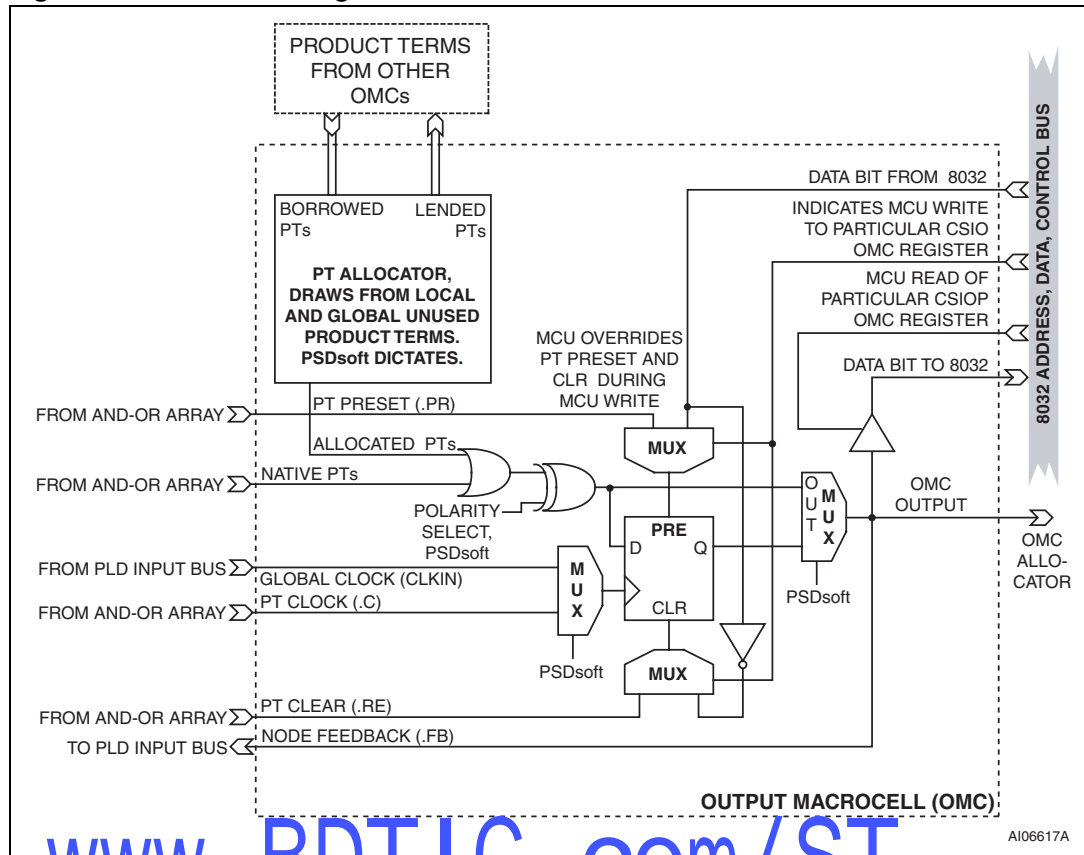 PRODUCT TERMS
FROM OTHER
OMCs
BORROWED
PTs
LENDED
PTs
PT ALLOCATOR,
DRAWS FROM LOCAL
AND GLOBAL UNUSED
PRODUCT TERMS.
PSDsoft DICTATES.
DATA BIT FROM 8032
INDICATES MCU WRITE
TO PARTICULAR CSIO
OMC REGISTER
MCU READ OF
PARTICULAR CSIOP
OMC REGISTER
DATA BIT TO 8032
8032 ADDRESS, DATA, CONTROL BUS
MCU OVERRIDES
PT PRESET AND
CLR DURING
MCU WRITE
FROM AND-OR ARRAY
PT PRESET (.PR)
MUX
ALLOCATED PTs
FROM AND-OR ARRAY
NATIVE PTs
POLARITY
SELECT,
PSDsoft
OUT
MUX
OMC
OUTPUT
OMC
ALLO-
CATOR
PRE
D
Q
CLR
PSDsoft
FROM PLD INPUT BUS
GLOBAL CLOCK (CLKIN)
MUX
FROM AND-OR ARRAY
PT CLOCK (.C)
PSDsoft
MUX
FROM AND-OR ARRAY
PT CLEAR (.RE)
TO PLD INPUT BUS
NODE FEEDBACK (.FB)
OUTPUT MACROCELL (OMC)
AI06617A
www.BDTIC.com/ST